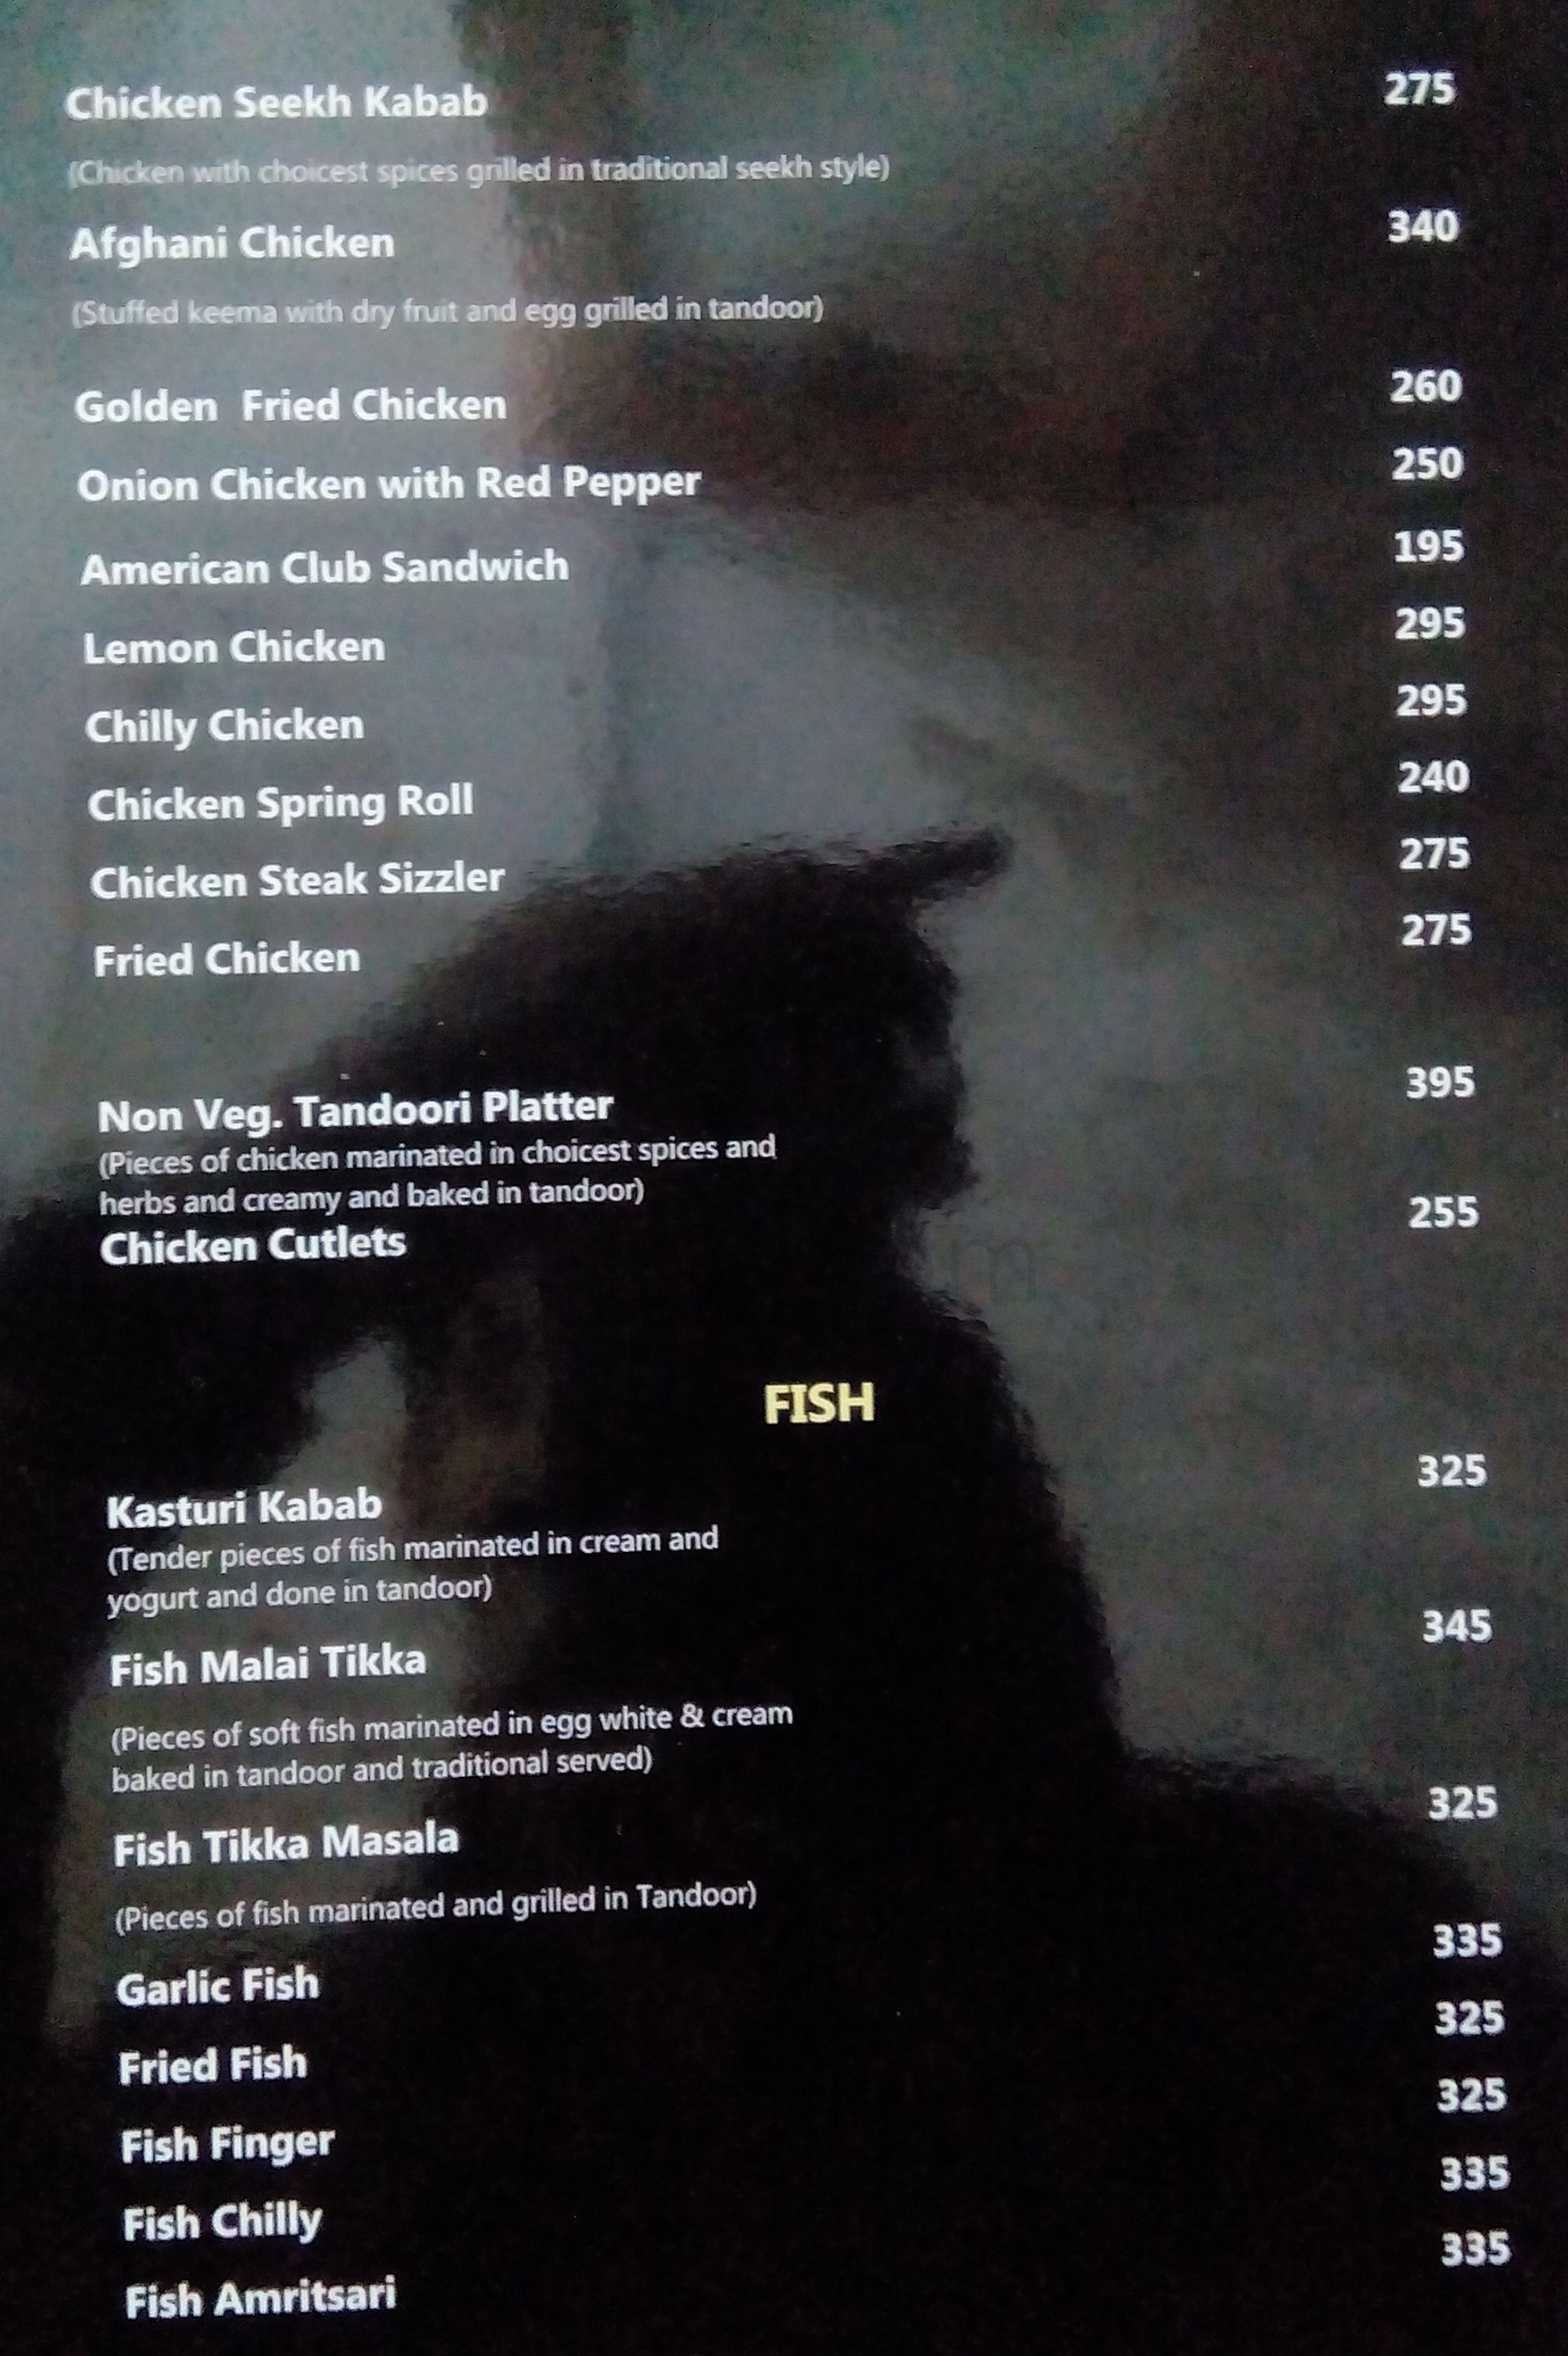 Chicken Seekh Kabab 275
(Chicken with choicest spices grilled in traditional seekh style)
Afghani Chicken 340
(Stuffed keema with dry fruit and egg grilled in tandoor)
Golden Fried Chicken 260
Onion Chicken with Red Pepper 250
American Club Sandwich 195
Lemon Chicken 295
Chilly Chicken 295
Chicken Spring Roll 240
Chicken Steak Sizzler 275
Fried Chicken 275
Non Veg. Tandoori Platter 395
(Pieces of chicken marinated in choicest spices and
herbs and creamy and baked in tandoor)
Chicken Cutlets 255
FISH
Kasturi Kabab 325
(Tender pieces of fish marinated in cream and
yogurt and done in tandoor)
Fish Malai Tikka 345
(Pieces of soft fish marinated in egg white & cream
baked in tandoor and traditional served)
Fish Tikka Masala 325
(Pieces of fish marinated and grilled in Tandoor)
Garlic Fish 335
Fried Fish 325
Fish Finger 325
Fish Chilly 335
Fish Amritsari 335